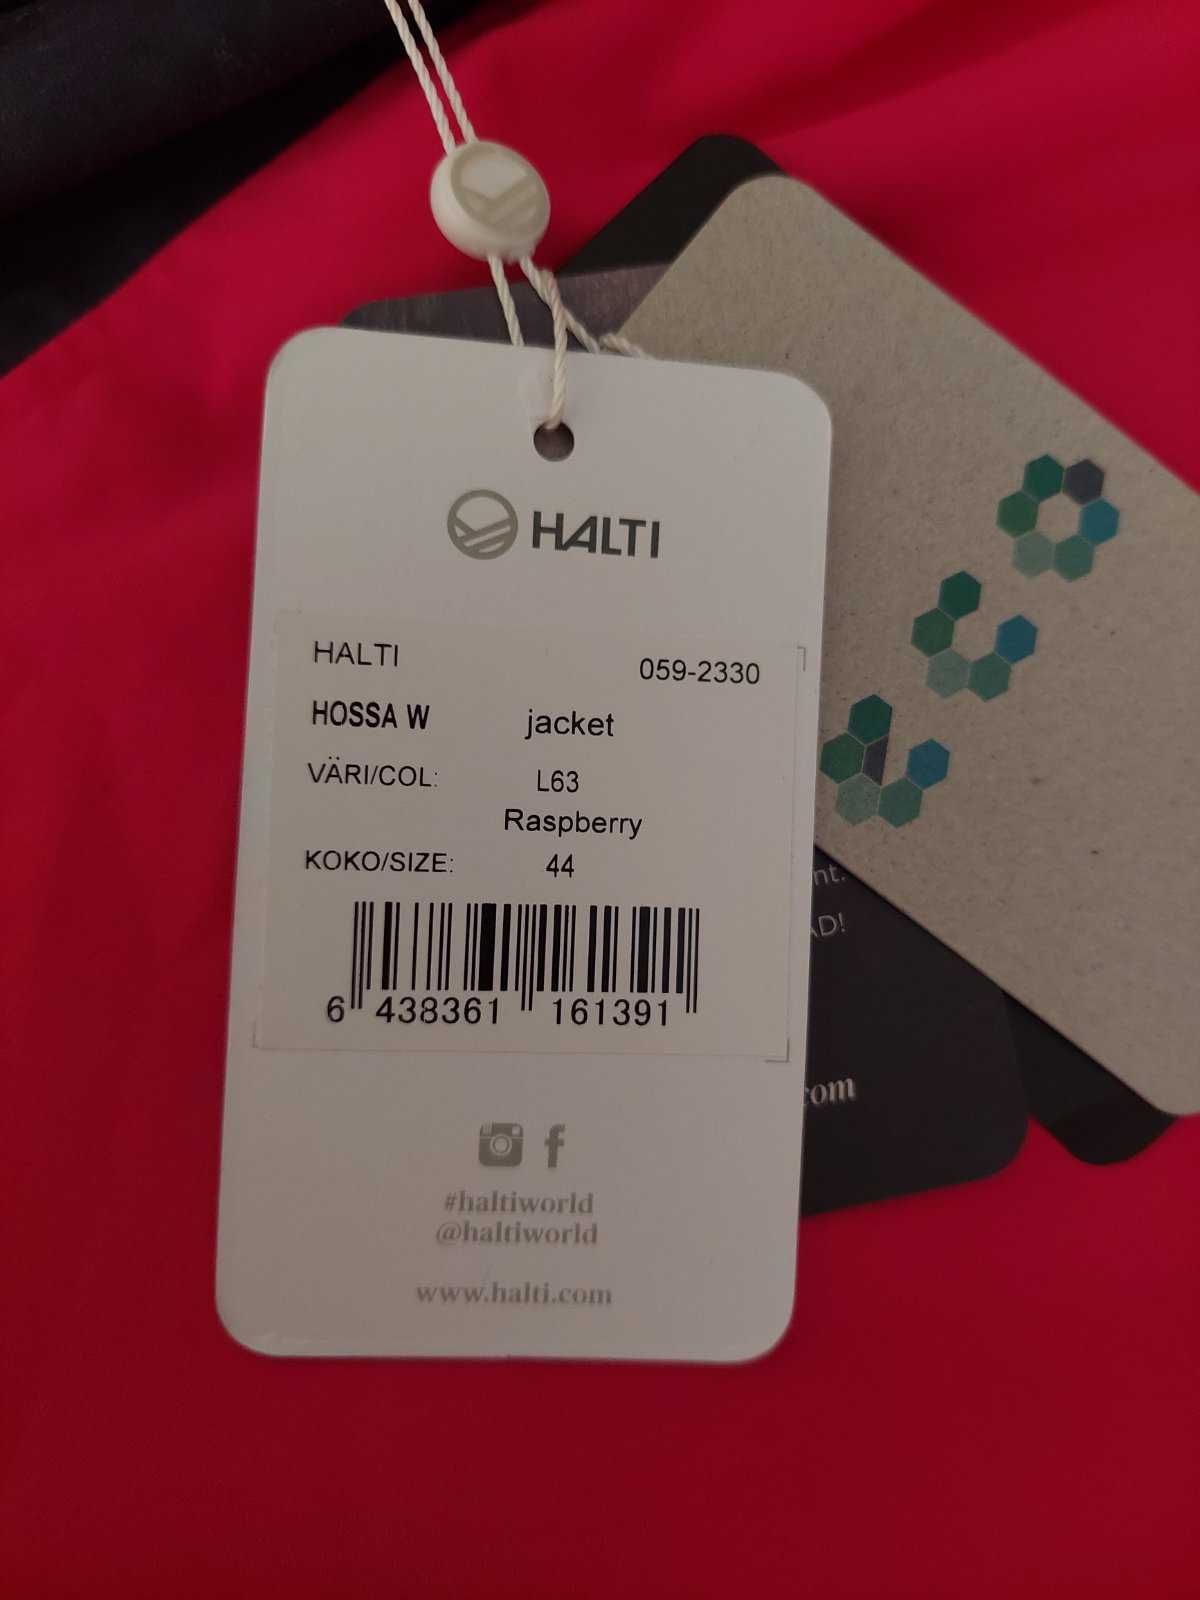 HALTI
HALTI 059-2330
HOSSA W jacket
VÄRI/COL: L63
Raspberry
KOKO/SIZE: 44
6 438361 161391
#haltiworld
@haltiworld
www.halti.com